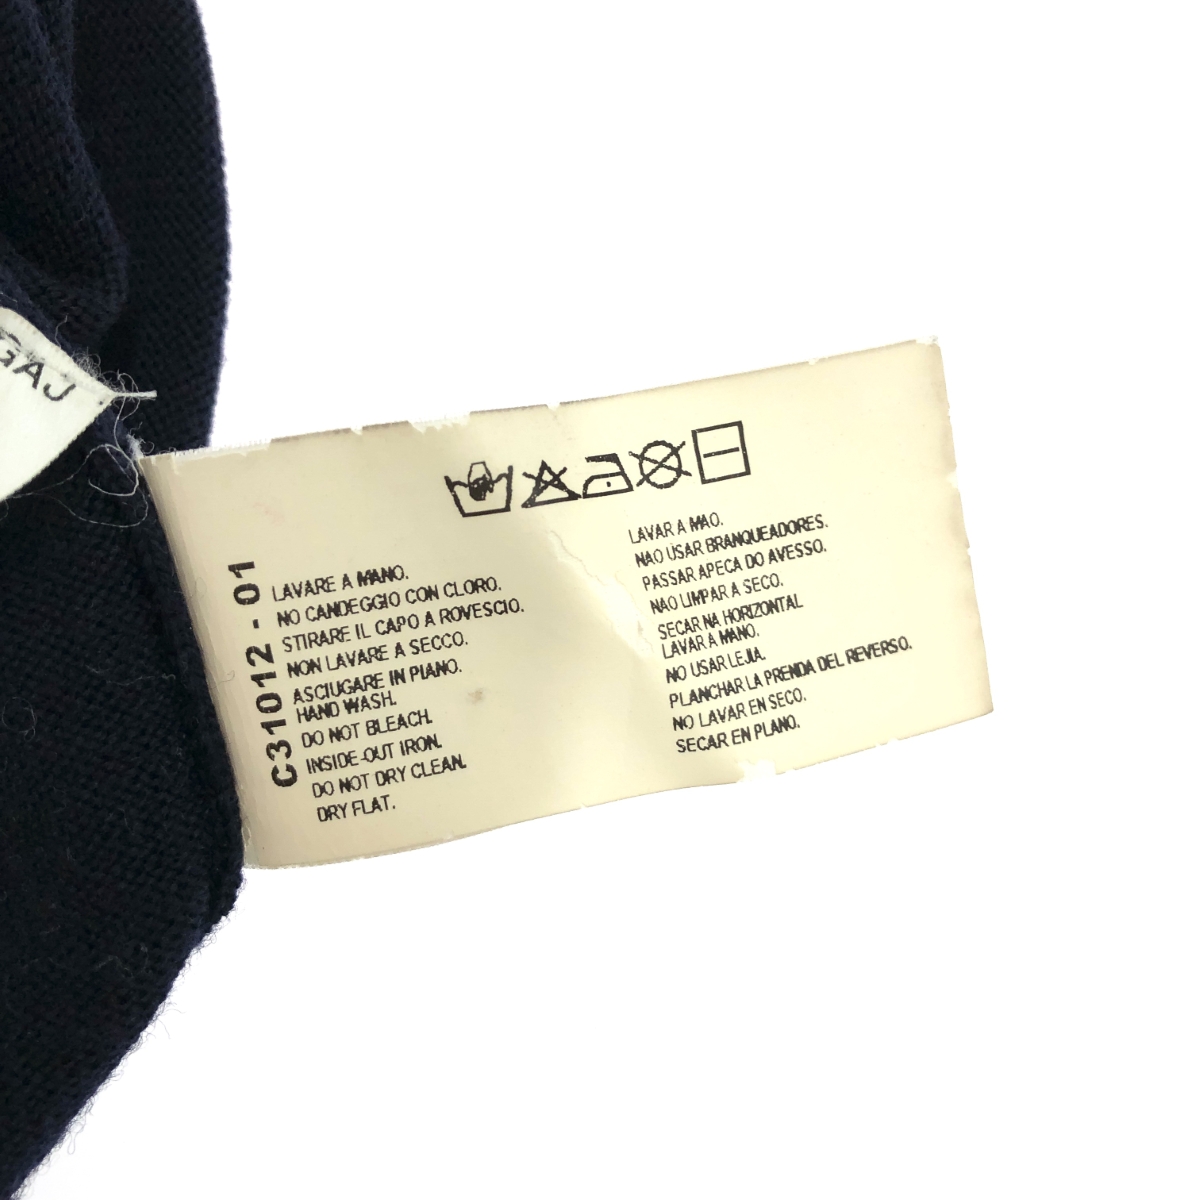 GAJ
C31012 - 01
LAVARE A MANO.
NO CANDEGGIO CON CLORO.
STIRARE IL CAPO A ROVESCIO.
NON LAVARE A SECCO.
ASCIUGARE IN PIANO.
HAND WASH.
DO NOT BLEACH.
INSIDE-OUT IRON.
DO NOT DRY CLEAN.
DRY FLAT.
LAVAR A MAO.
NAO USAR BRANQUEADORES.
PASSAR A PECA DO AVESSO.
NAO LIMPAR A SECO.
SECAR NA HORIZONTAL
LAVAR A MANO.
NO USAR LEJIA.
PLANCHAR LA PRENDA DEL REVERSO.
NO LAVAR EN SECO.
SECAR EN PLANO.